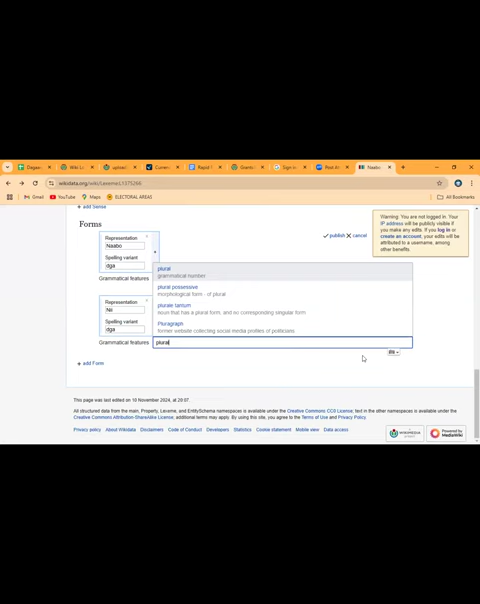 Dagaar
Wiki Lo
upload
Current
Rapid f
Grants
Sign in
Post An
Naabo
wikidata.org/wiki/Lexeme:L1375266
Gmail
YouTube
Maps
ELECTORAL AREAS
All Bookmarks
add Sense
Forms
Warning: You are not logged in. Your
IP address will be publicly visible if
you make any edits. If you log in or
create an account, your edits will be
attributed to a username, among
other benefits.
Representation
Naabo
publish
cancel
Spelling variant
dga
Grammatical features
plural
grammatical number
plural possessive
morphological form - of plural
plurale tantum
noun that has a plural form, and no corresponding singular form
Pluragraph
former website collecting social media profiles of politicians
Representation
Nii
Spelling variant
dga
Grammatical features
plural
add Form
This page was last edited on 10 November 2024, at 20:07.
All structured data from the main, Property, Lexeme, and EntitySchema namespaces is available under the Creative Commons CC0 License; text in the other namespaces is available under the
Creative Commons Attribution-ShareAlike License; additional terms may apply. By using this site, you agree to the Terms of Use and Privacy Policy.
Privacy policy
About Wikidata
Disclaimers
Code of Conduct
Developers
Statistics
Cookie statement
Mobile view
Data access
WIKIMEDIA
Powered by
MediaWiki